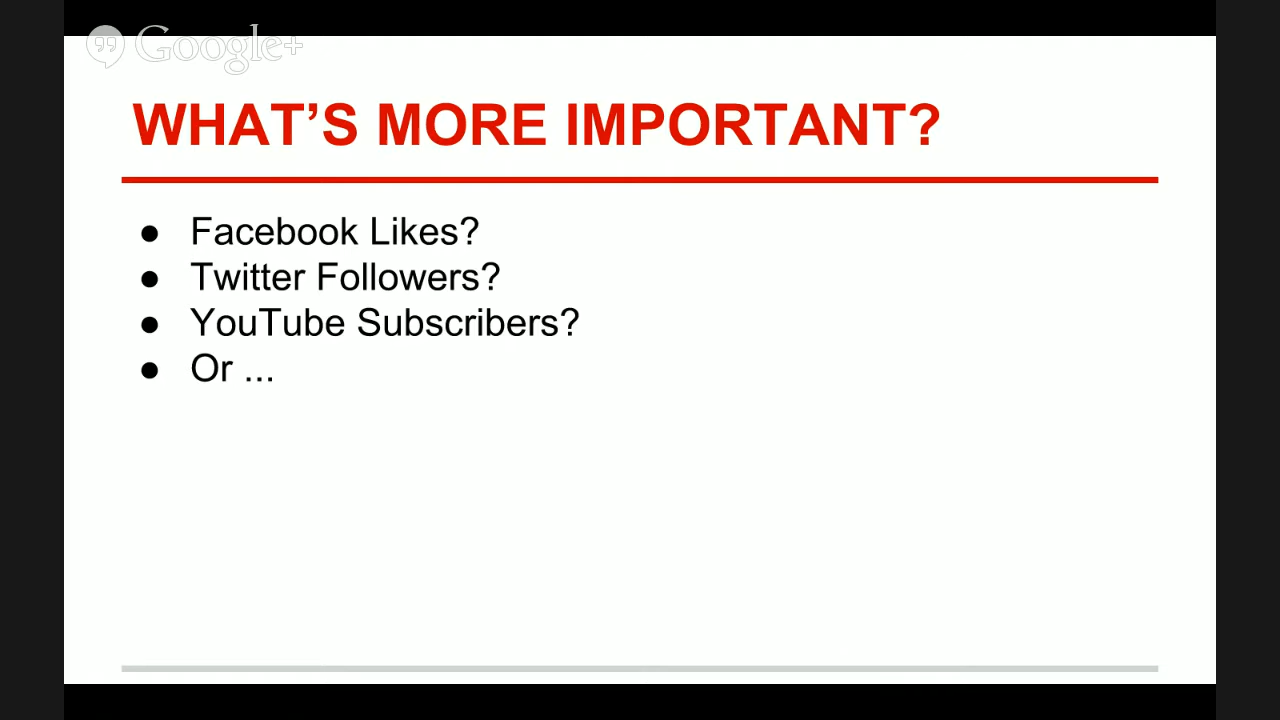 Google+
WHAT'S MORE IMPORTANT?
● Facebook Likes?
● Twitter Followers?
● YouTube Subscribers?
● Or ...